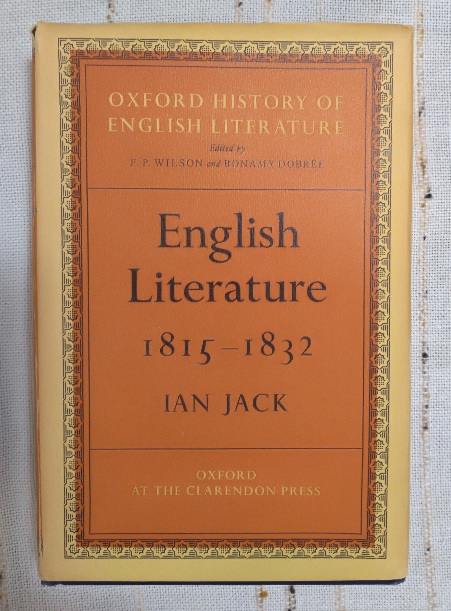 OXFORD HISTORY OF
ENGLISH LITERATURE
Edited by
F. P. WILSON and BONAMY DOBRÉE
English
Literature
1815–1832
IAN JACK
OXFORD
AT THE CLARENDON PRESS